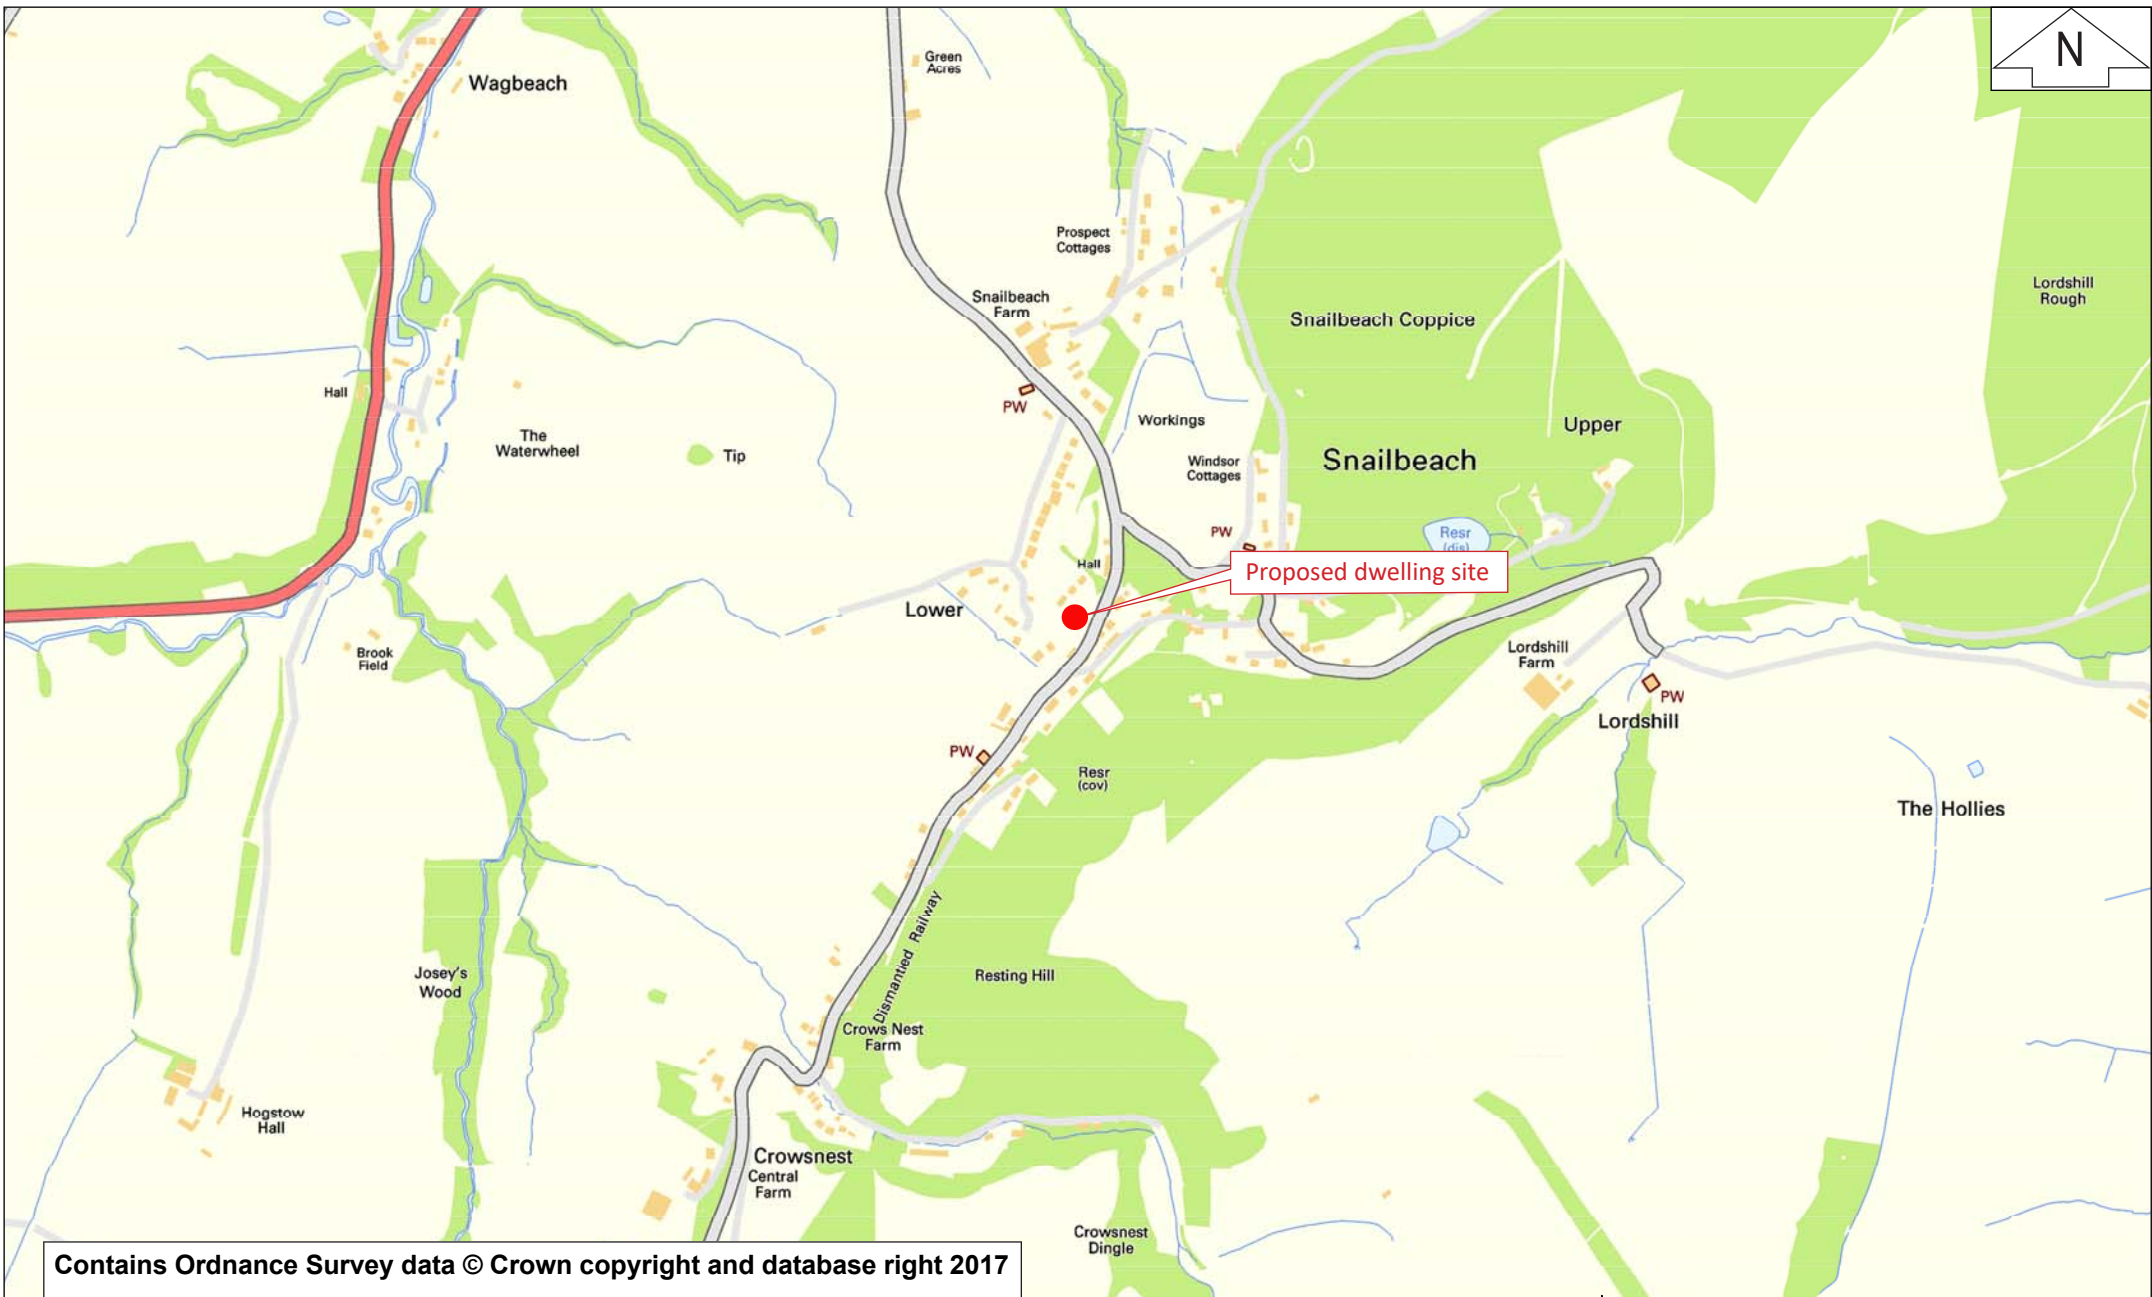 N
Green
Acres
Wagbeach
Prospect
Cottages
Snailbeach
Farm
Lordshill
Rough
Snailbeach Coppice
Hall
PW
Workings
Upper
The
Waterwheel
Tip
Windsor
Cottages
Snailbeach
PW
Resr
(dis)
Hall
Proposed dwelling site
Lower
Brook
Field
Lordshill
Farm
PW
Lordshill
PW
Resr
(cov)
The Hollies
Dismantled Railway
Josey's
Wood
Resting Hill
Crows Nest
Farm
Hogstow
Hall
Crowsnest
Central
Farm
Crowsnest
Dingle
Contains Ordnance Survey data © Crown copyright and database right 2017